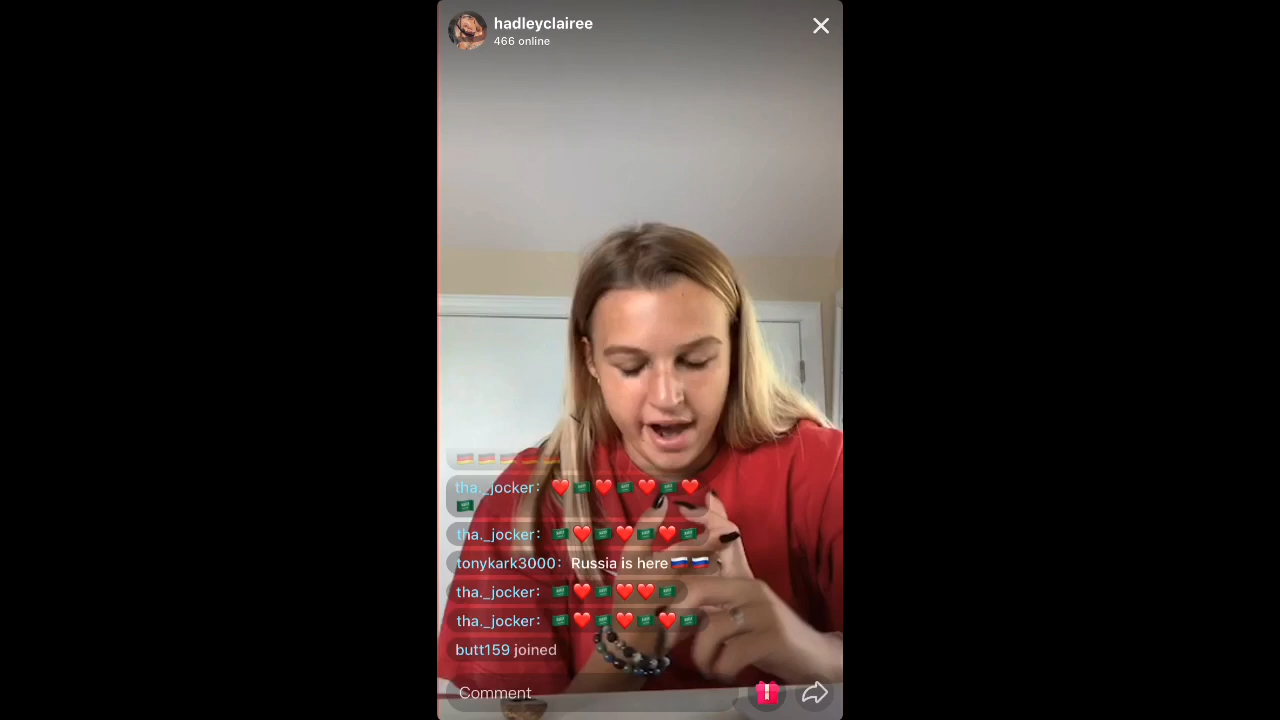 hadleyclairee
466 online
🇩🇪🇩🇪🇩🇪🇩🇪🇩🇪
tha._jocker: ❤️🇸🇦❤️🇸🇦❤️🇸🇦❤️
🇸🇦
tha._jocker: 🇸🇦❤️🇸🇦❤️🇸🇦❤️🇸🇦
tonykark3000: Russia is here🇷🇺🇷🇺
tha._jocker: 🇸🇦❤️🇸🇦❤️❤️🇸🇦
tha._jocker: 🇸🇦❤️🇸🇦❤️🇸🇦❤️🇸🇦
butt159 joined
Comment